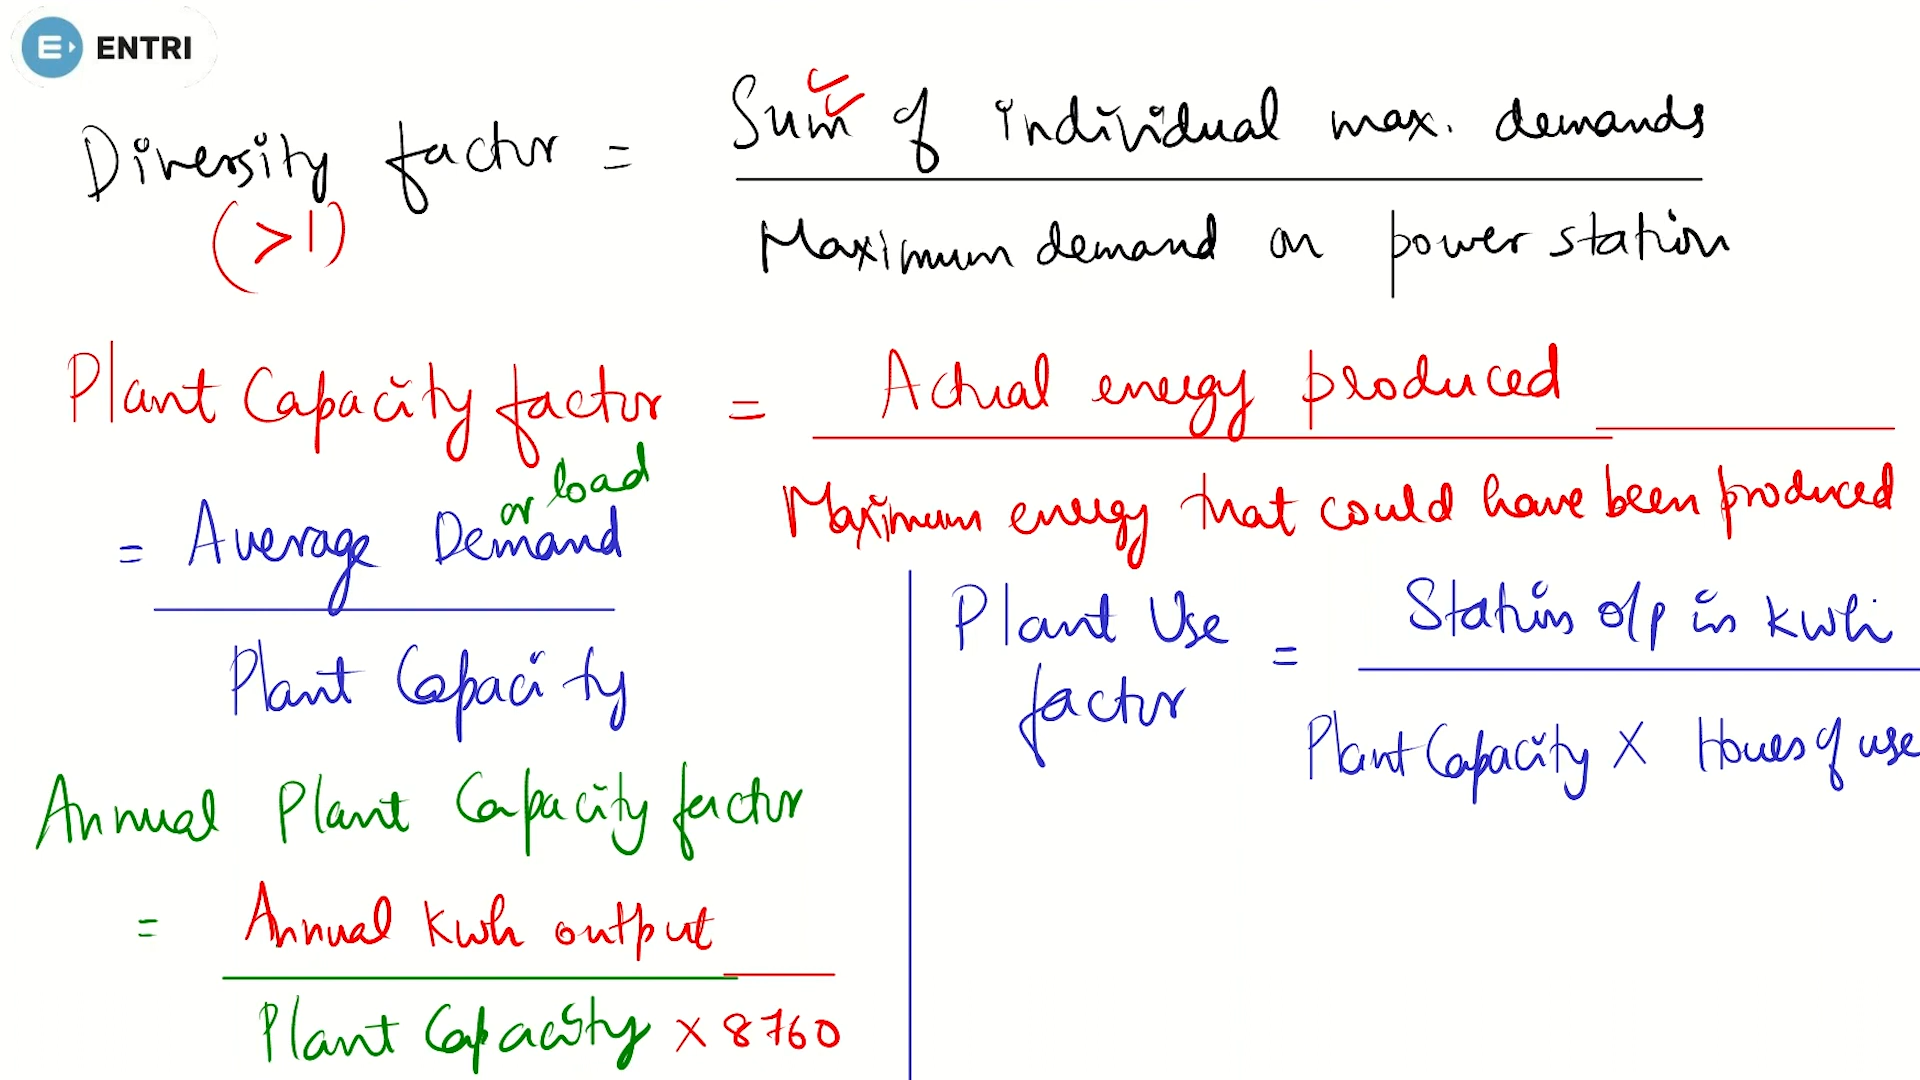 ENTRI
Diversity factor = Sum of individual max. demands
Maximum demand on power station
(>1)
Plant Capacity factor = Actual energy produced
Maximum energy that could have been produced
= Average Demand or load
Plant Capacity
Plant Use factor = Station o/p in kwh
Plant Capacity X Hours of use
Annual Plant Capacity factor
= Annual kwh output
Plant Capacity x 8760